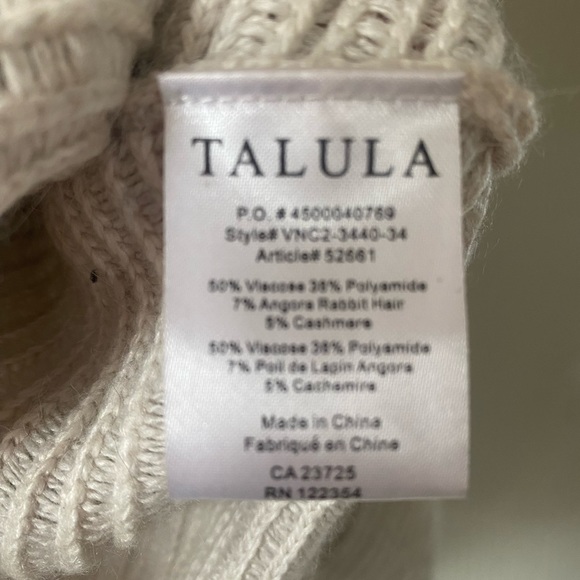 TALULA
P.O. # 4500040769
Style# VNC2-3440-34
Article# 52561
50% Viscose 38% Polyamide
7% Angora Rabbit Hair
5% Cashmere
50% Viscose 38% Polyamide
7% Poil de Lapin Angora
5% Cachemire
Made in China
Fabriqué en Chine
CA 23725
RN 122354